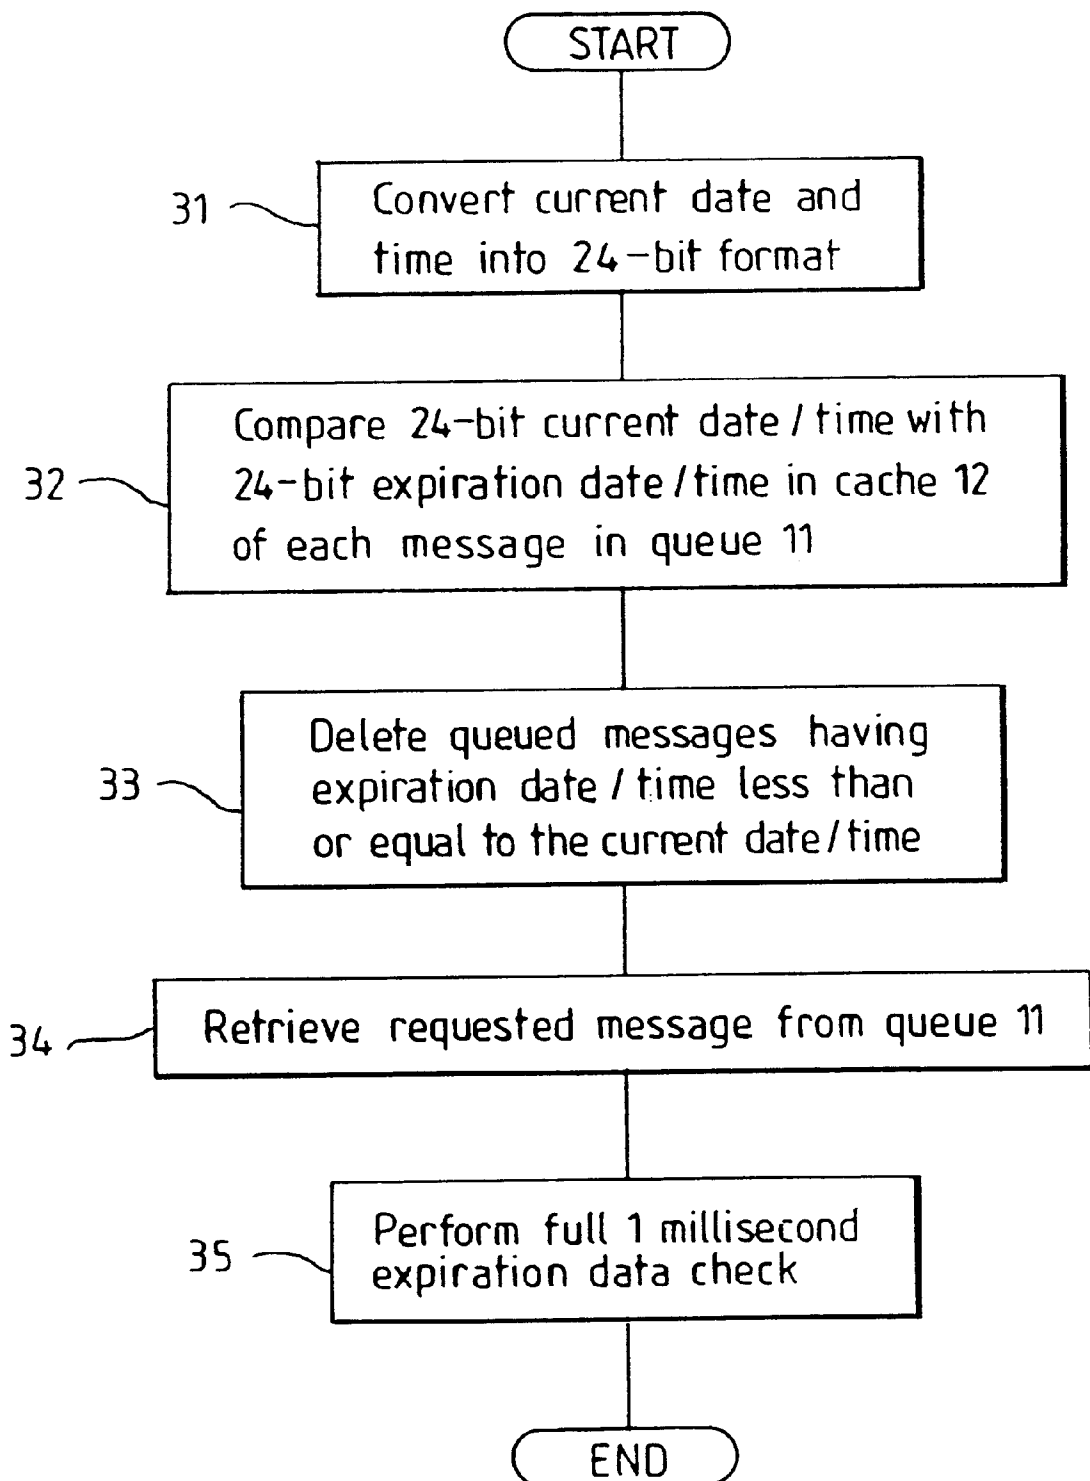 START
31
Convert current date and
time into 24-bit format
32
Compare 24-bit current date/time with
24-bit expiration date/time in cache 12
of each message in queue 11
33
Delete queued messages having
expiration date/time less than
or equal to the current date/time
34
Retrieve requested message from queue 11
35
Perform full 1 millisecond
expiration data check
END